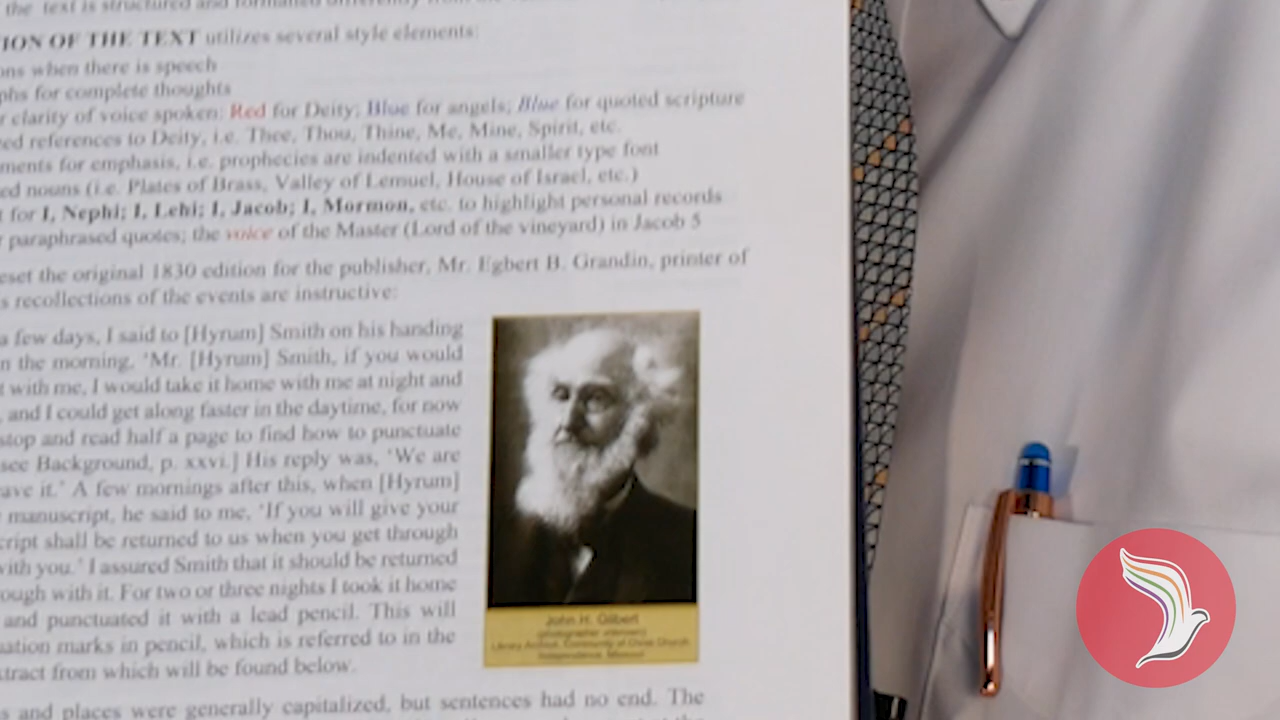 the text is structured and formatted differently from the
ION OF THE TEXT utilizes several style elements:
ons when there is speech
phs for complete thoughts
r clarity of voice spoken: Red for Deity; Blue for angels; Blue for quoted scripture
ed references to Deity, i.e. Thee, Thou, Thine, Me, Mine, Spirit, etc.
ments for emphasis, i.e. prophecies are indented with a smaller type font
ed nouns (i.e. Plates of Brass, Valley of Lemuel, House of Israel, etc.)
t for I, Nephi; I, Lehi; I, Jacob; I, Mormon, etc. to highlight personal records
r paraphrased quotes; the voice of the Master (Lord of the vineyard) in Jacob 5
eset the original 1830 edition for the publisher, Mr. Egbert B. Grandin, printer of
s recollections of the events are instructive:
a few days, I said to [Hyrum] Smith on his handing
n the morning, 'Mr. [Hyrum] Smith, if you would
t with me, I would take it home with me at night and
, and I could get along faster in the daytime, for now
stop and read half a page to find how to punctuate
see Background, p. xxvi.] His reply was, 'We are
ave it.' A few mornings after this, when [Hyrum]
manuscript, he said to me, 'If you will give your
cript shall be returned to us when you get through
with you.' I assured Smith that it should be returned
ough with it. For two or three nights I took it home
and punctuated it with a lead pencil. This will
uation marks in pencil, which is referred to in the
tract from which will be found below.
John H. Gilbert
(photographer unknown)
Library Archives, Community of Christ Church,
Independence, Missouri
s and places were generally capitalized, but sentences had no end. The